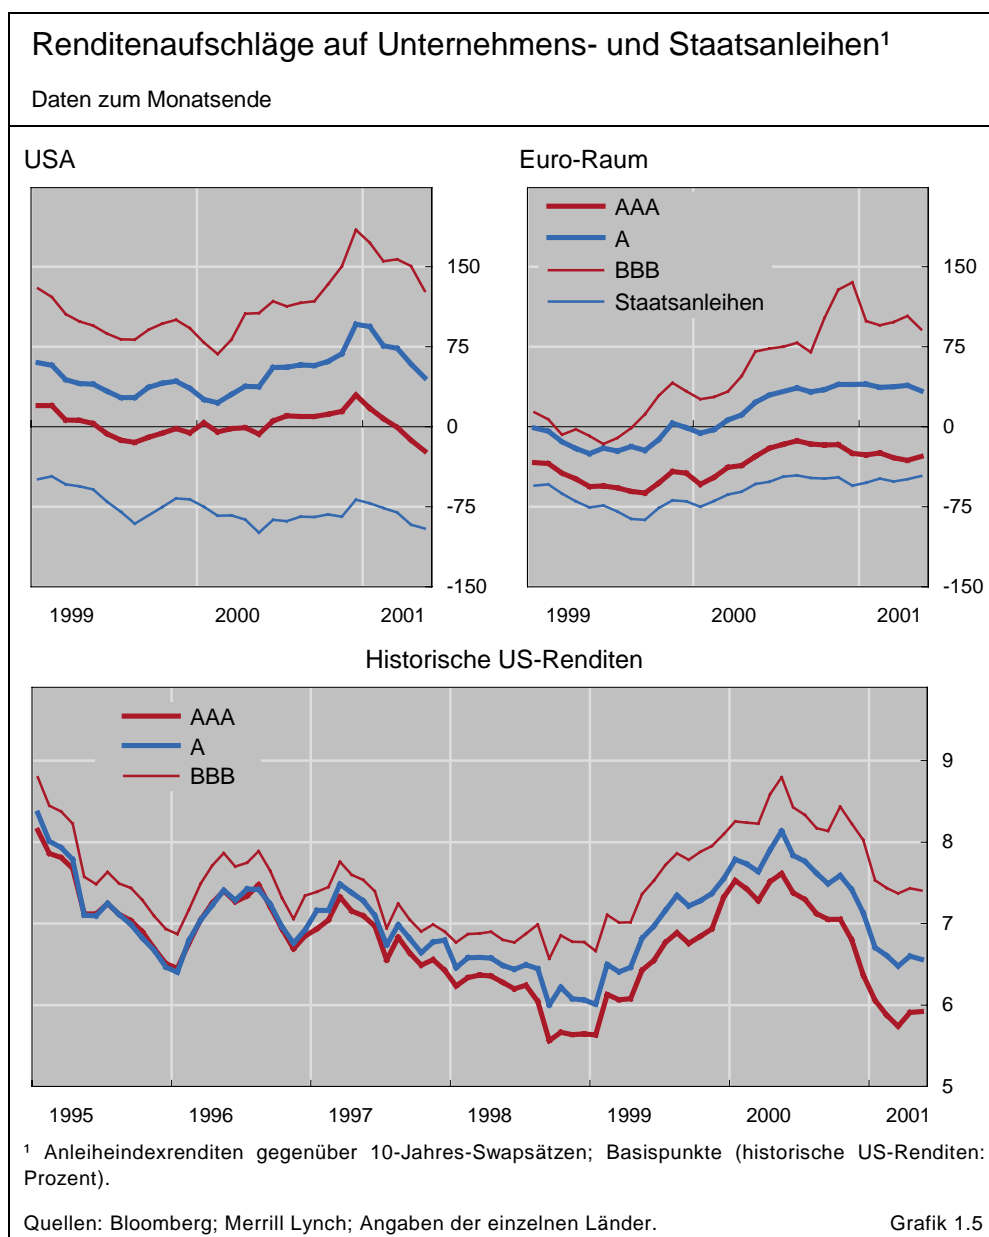 Renditenaufschläge auf Unternehmens- und Staatsanleihen¹
Daten zum Monatsende
USA
Euro-Raum
150
75
0
-75
-150
1999
2000
2001
AAA
A
BBB
Staatsanleihen
150
75
0
-75
-150
1999
2000
2001
Historische US-Renditen
AAA
A
BBB
9
8
7
6
5
1995
1996
1997
1998
1999
2000
2001
¹ Anleiheindexrenditen gegenüber 10-Jahres-Swapsätzen; Basispunkte (historische US-Renditen:
Prozent).
Quellen: Bloomberg; Merrill Lynch; Angaben der einzelnen Länder.
Grafik 1.5